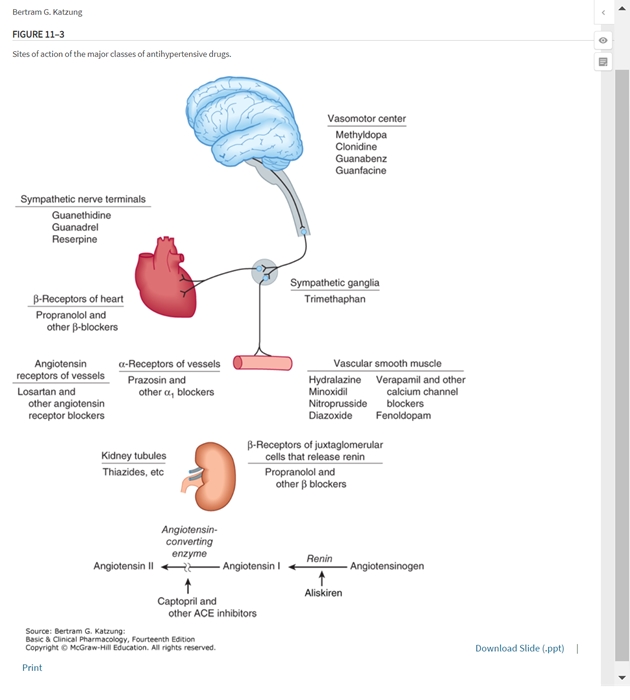 Bertram G. Katzung
FIGURE 11–3
Sites of action of the major classes of antihypertensive drugs.
Vasomotor center
Methyldopa
Clonidine
Guanabenz
Guanfacine
Sympathetic nerve terminals
Guanethidine
Guanadrel
Reserpine
Sympathetic ganglia
Trimethaphan
β-Receptors of heart
Propranolol and
other β-blockers
Angiotensin
receptors of vessels
Losartan and
other angiotensin
receptor blockers
α-Receptors of vessels
Prazosin and
other α1 blockers
Vascular smooth muscle
Hydralazine
Minoxidil
Nitroprusside
Diazoxide
Verapamil and other
calcium channel
blockers
Fenoldopam
Kidney tubules
Thiazides, etc
β-Receptors of juxtaglomerular
cells that release renin
Propranolol and
other β blockers
Angiotensin-
converting
enzyme
Renin
Angiotensin II
Angiotensin I
Angiotensinogen
Captopril and
other ACE inhibitors
Aliskiren
Source: Bertram G. Katzung:
Basic & Clinical Pharmacology, Fourteenth Edition
Copyright © McGraw-Hill Education. All rights reserved.
Download Slide (.ppt) |
Print